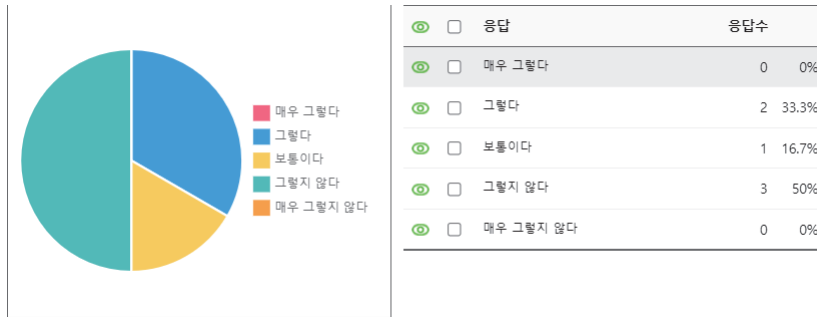 매우 그렇다
그렇다
보통이다
그렇지 않다
매우 그렇지 않다
응답 응답수
매우 그렇다 0 0%
그렇다 2 33.3%
보통이다 1 16.7%
그렇지 않다 3 50%
매우 그렇지 않다 0 0%